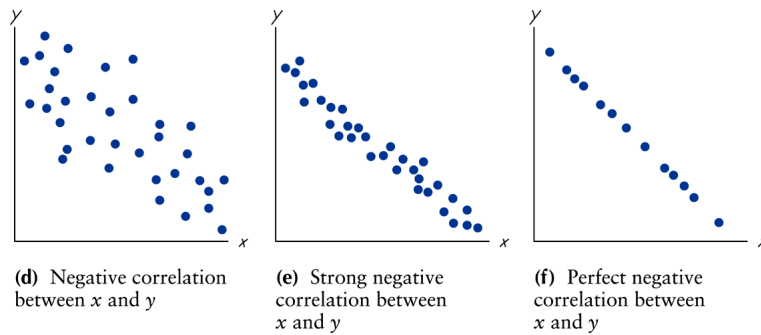 y
x
(d) Negative correlation
between x and y
y
x
(e) Strong negative
correlation between
x and y
y
x
(f) Perfect negative
correlation between
x and y